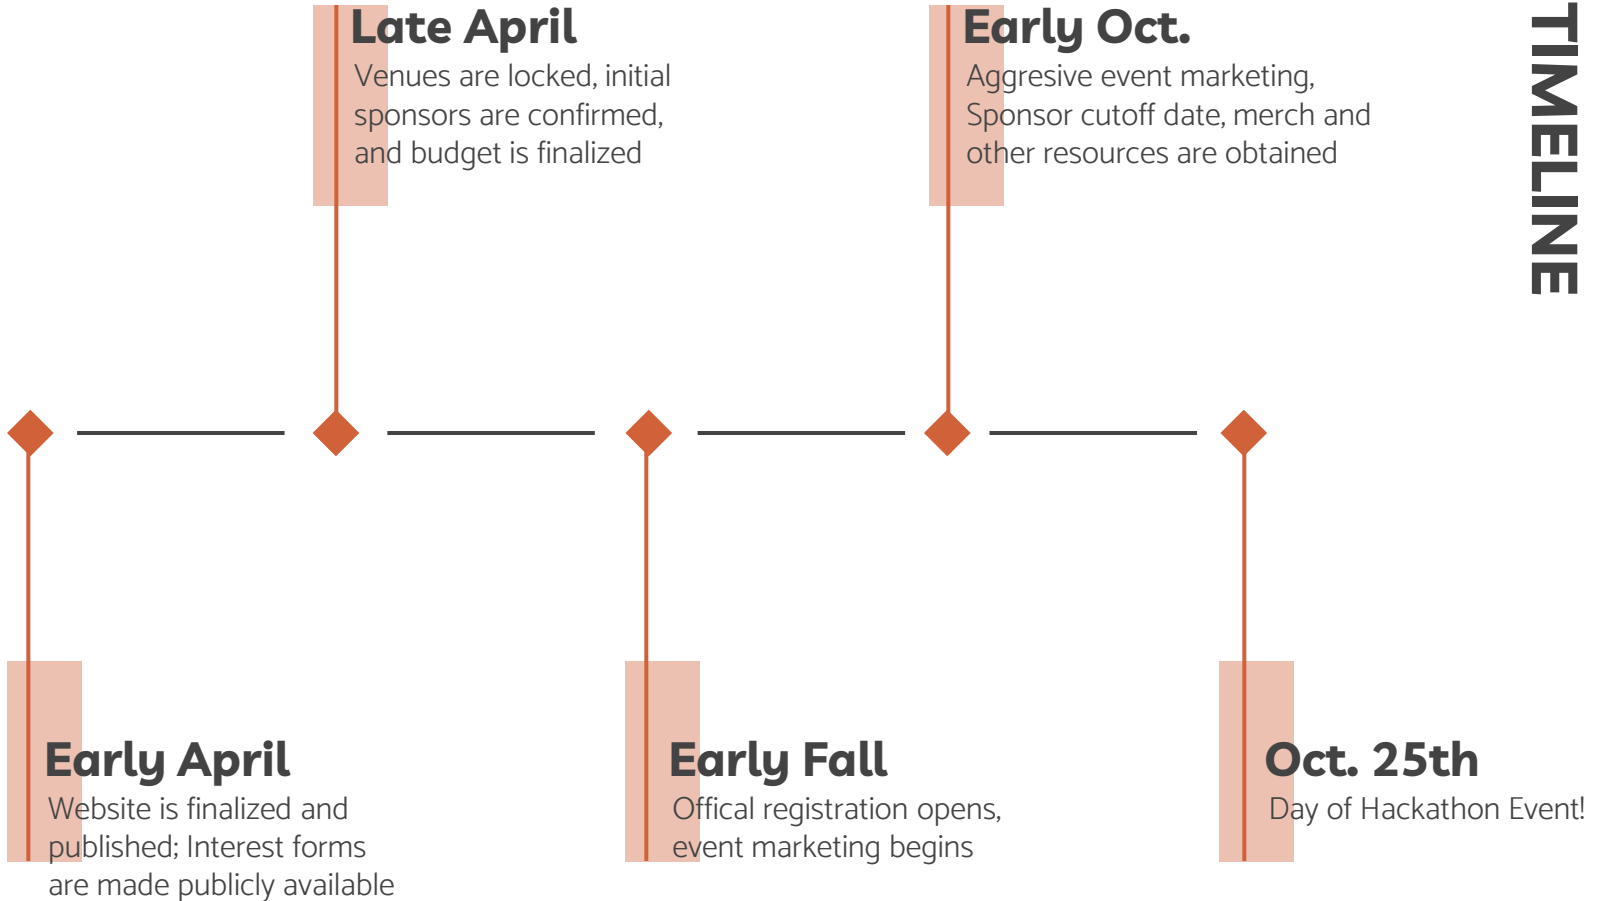 TIMELINE
Early April
Website is finalized and
published; Interest forms
are made publicly available
Late April
Venues are locked, initial
sponsors are confirmed,
and budget is finalized
Early Fall
Offical registration opens,
event marketing begins
Early Oct.
Aggresive event marketing,
Sponsor cutoff date, merch and
other resources are obtained
Oct. 25th
Day of Hackathon Event!